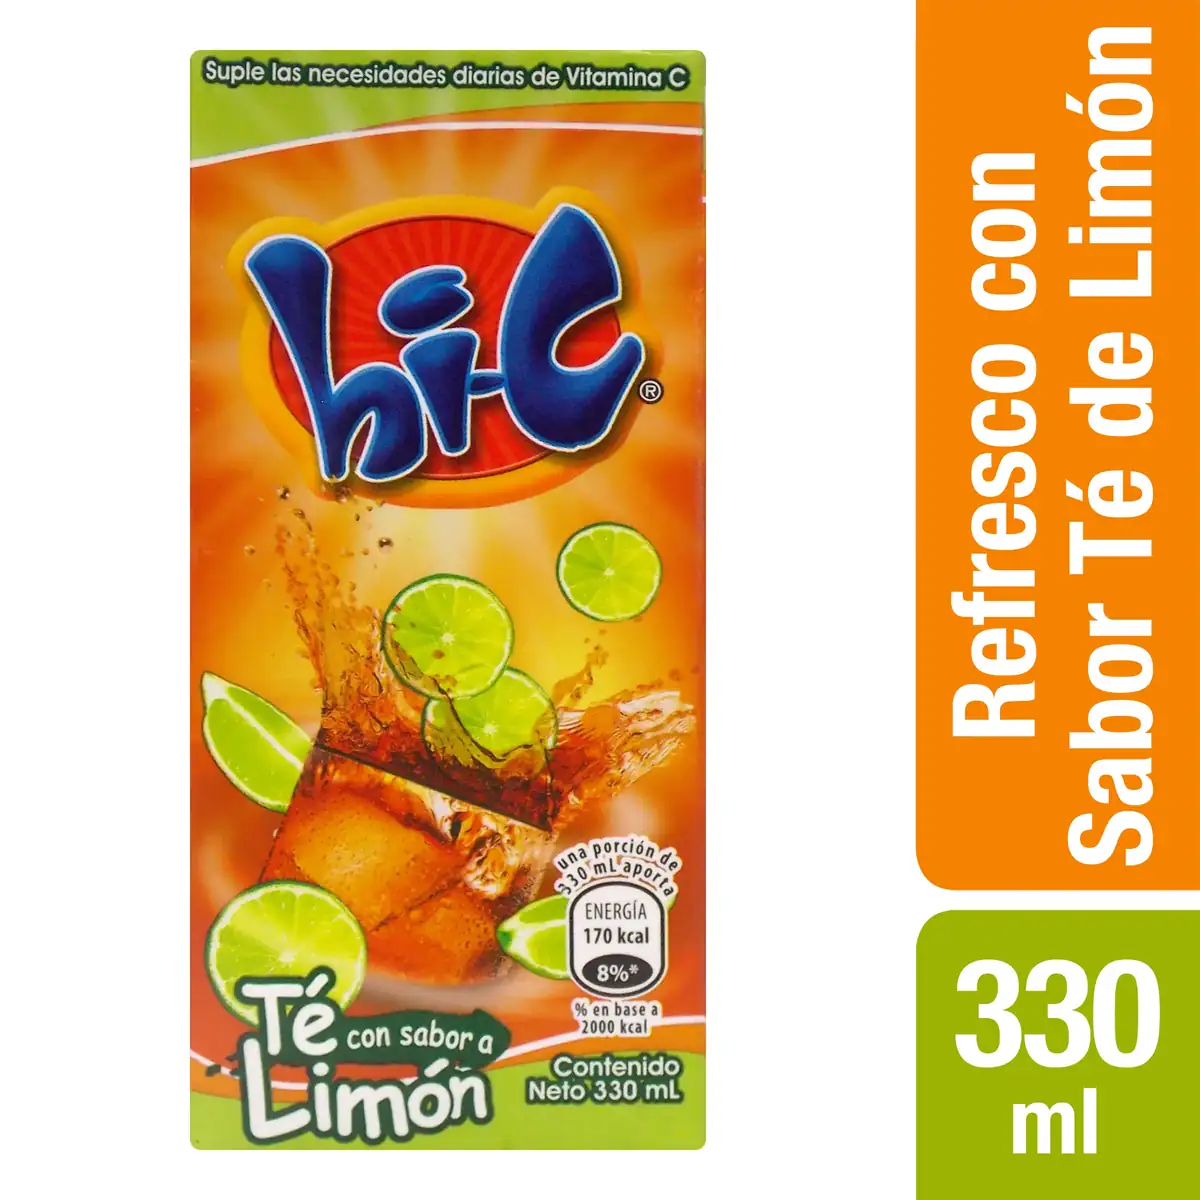 Suple las necesidades diarias de Vitamina C
hi-C®
una porción de
330 mL aporta
ENERGÍA
170 kcal
8%*
% en base a
2000 kcal
Té con sabor a
Limón
Contenido
Neto 330 mL
Refresco con
Sabor Té de Limón
330
ml